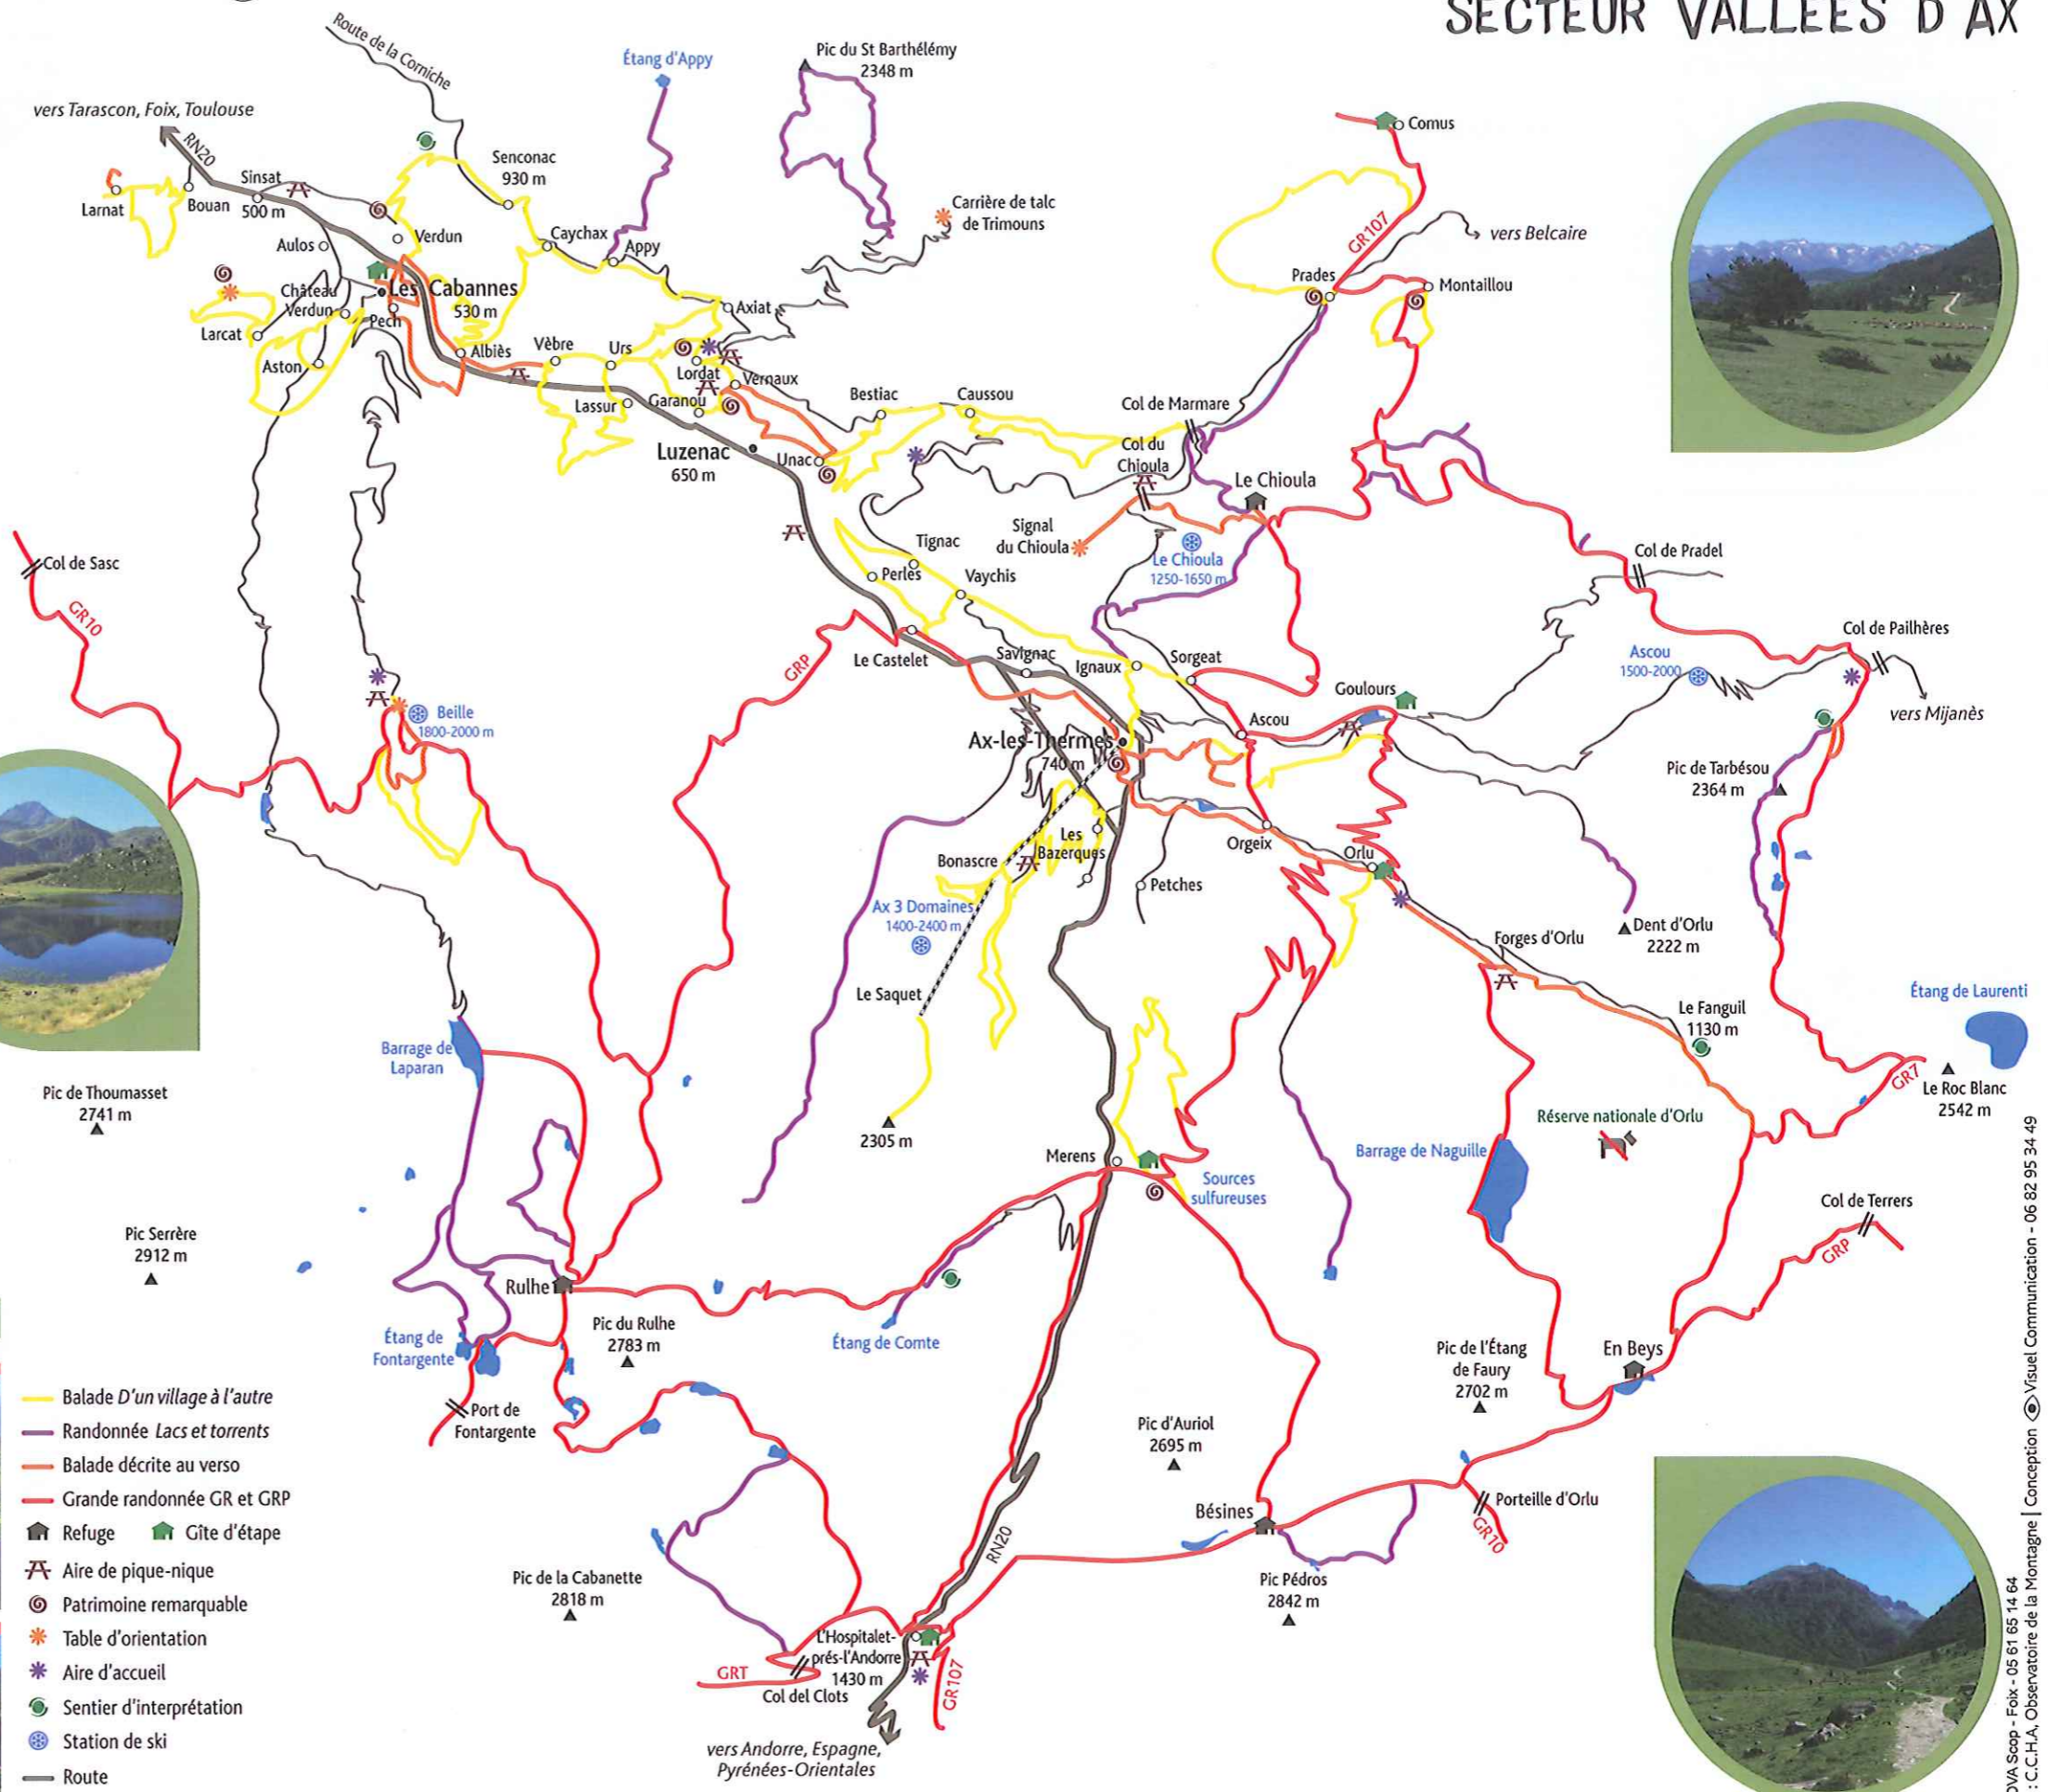 SECTEUR VALLÉES D'AX
Route de la Corniche
Étang d'Appy
Pic du St Barthélémy
2348 m
vers Tarascon, Foix, Toulouse
RN20
Comus
Senconac
930 m
Sinsat
500 m
Larnat
Bouan
Carrière de talc
de Trimouns
GR107
vers Belcaire
Aulos
Verdun
Caychax
Appy
Prades
Montaillou
Château
Verdun
Les Cabannes
530 m
Pech
Axiat
Larcat
Aston
Albiès
Vèbre
Urs
Lordat
Vernaux
Lassur
Garanou
Bestiac
Caussou
Col de Marmare
Luzenac
650 m
Unac
Col du
Chioula
Le Chioula
Signal
du Chioula
Le Chioula
1250-1650 m
Tignac
Perles
Vaychis
Col de Sasc
GR10
Col de Pradel
Col de Pailhères
Ascou
1500-2000
vers Mijanès
GRP
Le Castelet
Savignac
Ignaux
Sorgeat
Goulours
Ascou
Beille
1800-2000 m
Ax-les-Thermes
740 m
Pic de Tarbésou
2364 m
Les
Bazerques
Bonascre
Orgeix
Orlu
Petches
Ax 3 Domaines
1400-2400 m
Dent d'Orlu
2222 m
Forges d'Orlu
Le Saquet
Le Fanguil
1130 m
Étang de Laurenti
Barrage de
Laparan
GR7
Le Roc Blanc
2542 m
Pic de Thoumasset
2741 m
2305 m
Réserve nationale d'Orlu
Merens
Barrage de Naguille
Sources
sulfureuses
Col de Terrers
GRP
Pic Serrère
2912 m
Rulhe
Pic du Rulhe
2783 m
Étang de
Fontargente
Étang de Comte
Pic de l'Étang
de Faury
2702 m
En Beys
Port de
Fontargente
Pic d'Auriol
2695 m
Bésines
Porteille d'Orlu
GR10
RN20
Pic de la Cabanette
2818 m
Pic Pédros
2842 m
L'Hospitalet-
prés-l'Andorre
1430 m
GRT
Col del Clots
GR107
vers Andorre, Espagne,
Pyrénées-Orientales
Balade D'un village à l'autre
Randonnée Lacs et torrents
Balade décrite au verso
Grande randonnée GR et GRP
Refuge Gîte d'étape
Aire de pique-nique
Patrimoine remarquable
Table d'orientation
Aire d'accueil
Sentier d'interprétation
Station de ski
Route
Scop - Foix - 05 61 65 14 64
: C.C.H.A, Observatoire de la Montagne | Conception Visuel Communication - 06 82 95 34 49